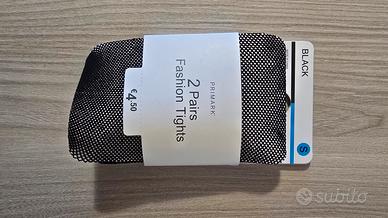 PRIMARK®
2 Pairs
Fashion Tights
€4.50
BLACK
S
subito